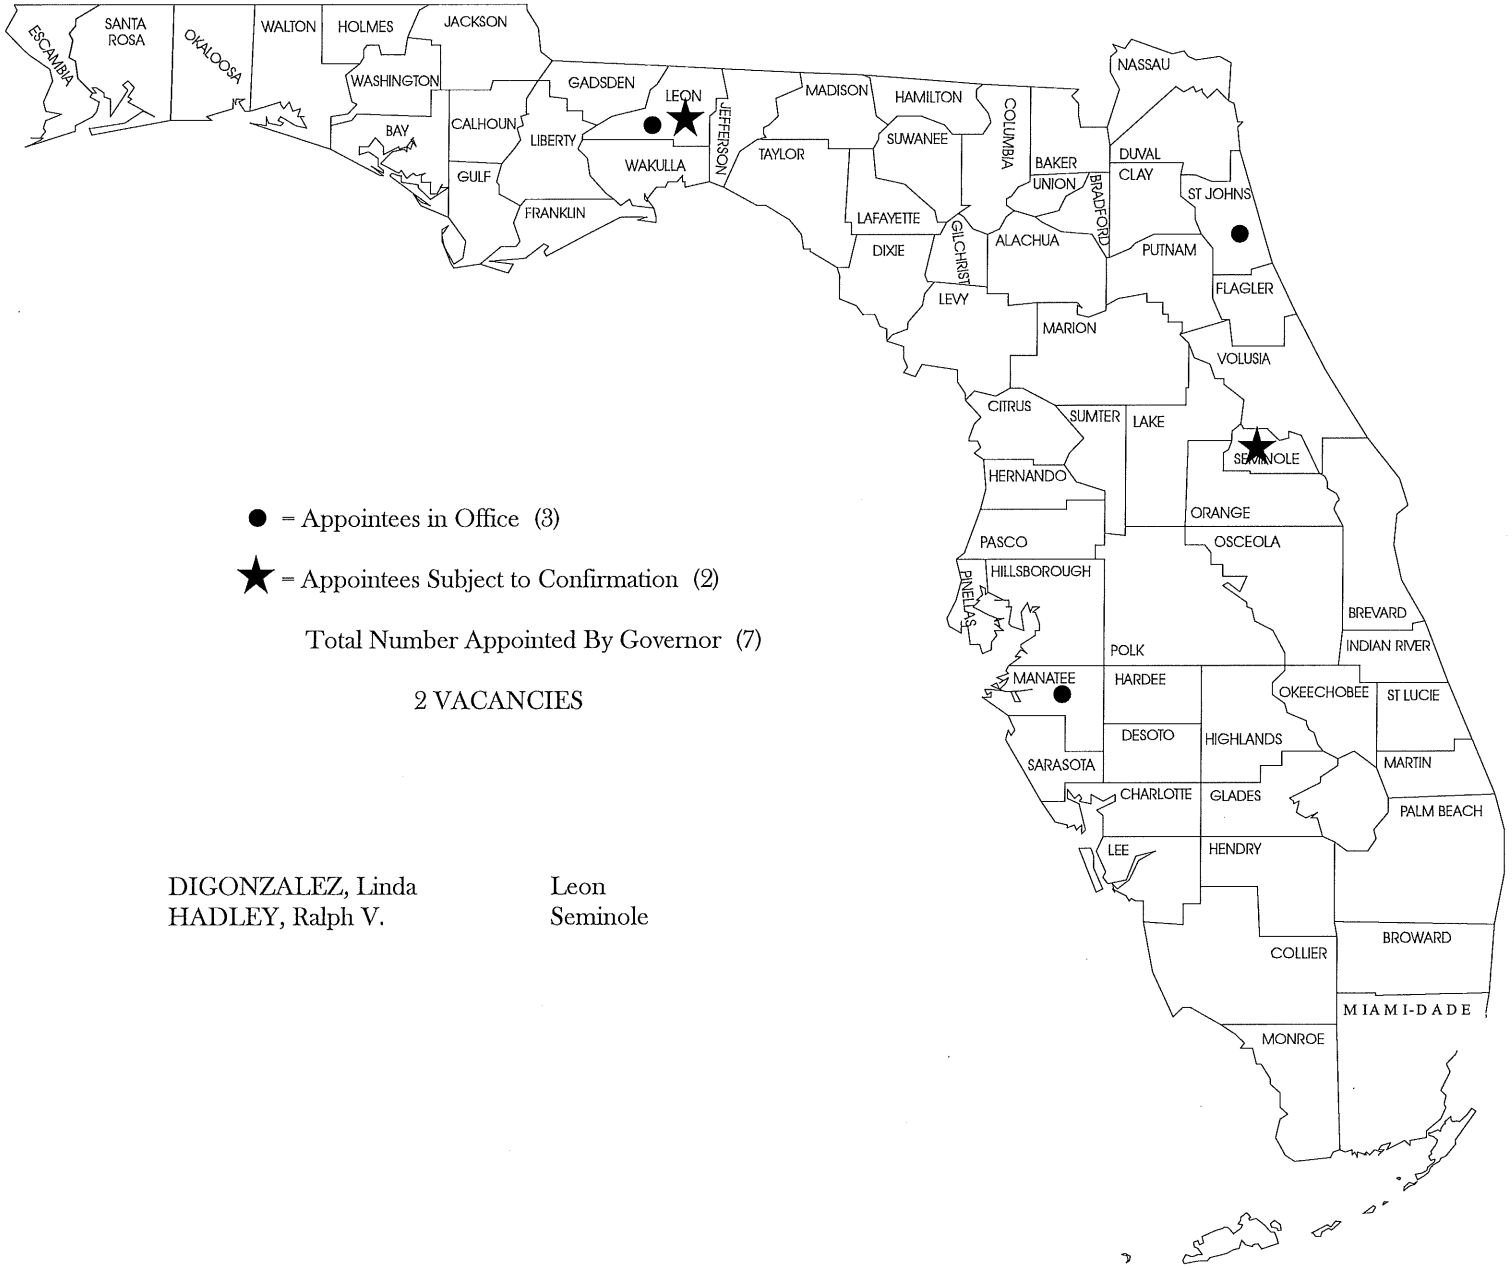 ESCAMBIA
SANTA
ROSA
OKALOOSA
WALTON
HOLMES
JACKSON
WASHINGTON
BAY
CALHOUN
GULF
GADSDEN
LIBERTY
FRANKLIN
LEON
WAKULLA
JEFFERSON
MADISON
TAYLOR
HAMILTON
SUWANEE
LAFAYETTE
DIXIE
COLUMBIA
GILCHRIST
LEVY
NASSAU
BAKER
UNION
BRADFORD
DUVAL
CLAY
ST JOHNS
ALACHUA
PUTNAM
FLAGLER
MARION
VOLUSIA
CITRUS
SUMTER
LAKE
SEMINOLE
HERNANDO
ORANGE
PASCO
OSCEOLA
PINELLAS
HILLSBOROUGH
POLK
BREVARD
INDIAN RIVER
MANATEE
HARDEE
OKEECHOBEE
ST LUCIE
DESOTO
HIGHLANDS
SARASOTA
MARTIN
CHARLOTTE
GLADES
PALM BEACH
LEE
HENDRY
BROWARD
COLLIER
MIAMI-DADE
MONROE
= Appointees in Office (3)
= Appointees Subject to Confirmation (2)
Total Number Appointed By Governor (7)
2 VACANCIES
DIGONZALEZ, Linda Leon
HADLEY, Ralph V. Seminole